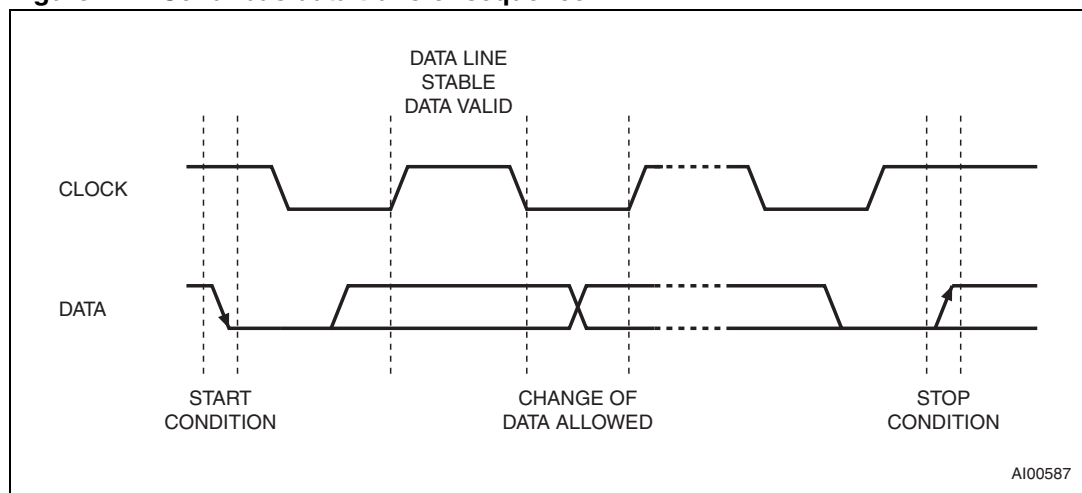 DATA LINE
STABLE
DATA VALID
CLOCK
DATA
START
CONDITION
CHANGE OF
DATA ALLOWED
STOP
CONDITION
AI00587